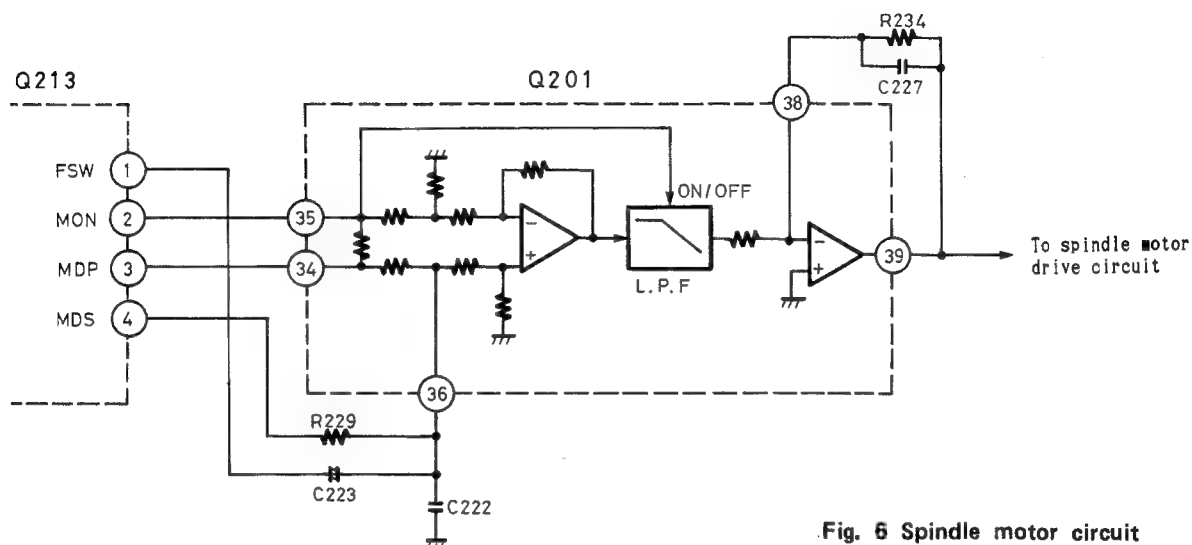 R234
Q213
Q201
C227
38
FSW
1
ON/OFF
MON
2
35
−
−
+
39
To spindle motor
drive circuit
MDP
3
34
+
L.P.F
MDS
4
36
R229
C223
C222
Fig. 6 Spindle motor circuit